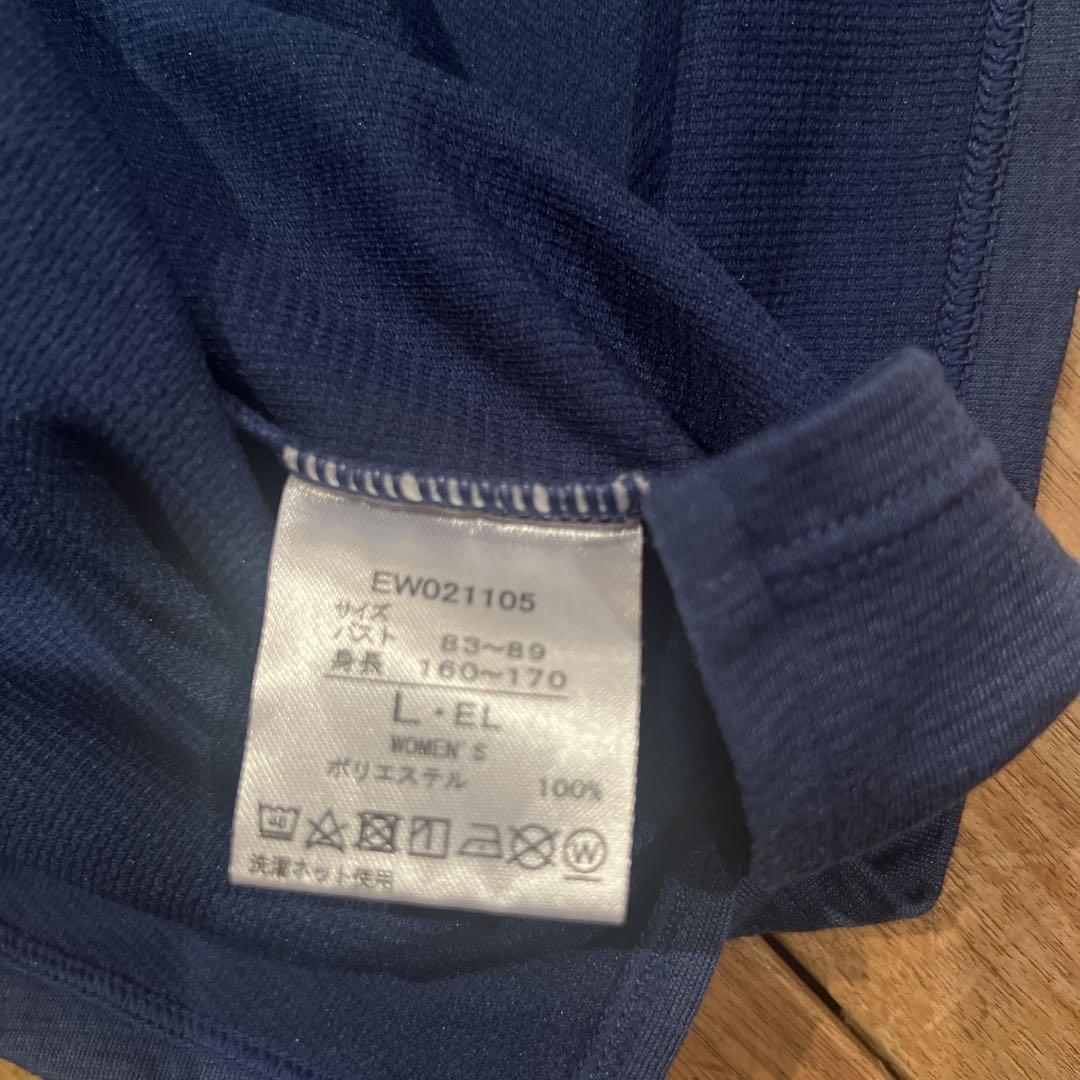 EW021105
サイズ
バスト 83～89
身長 160～170
L・EL
WOMEN'S
ポリエステル 100%
40 W
洗濯ネット使用